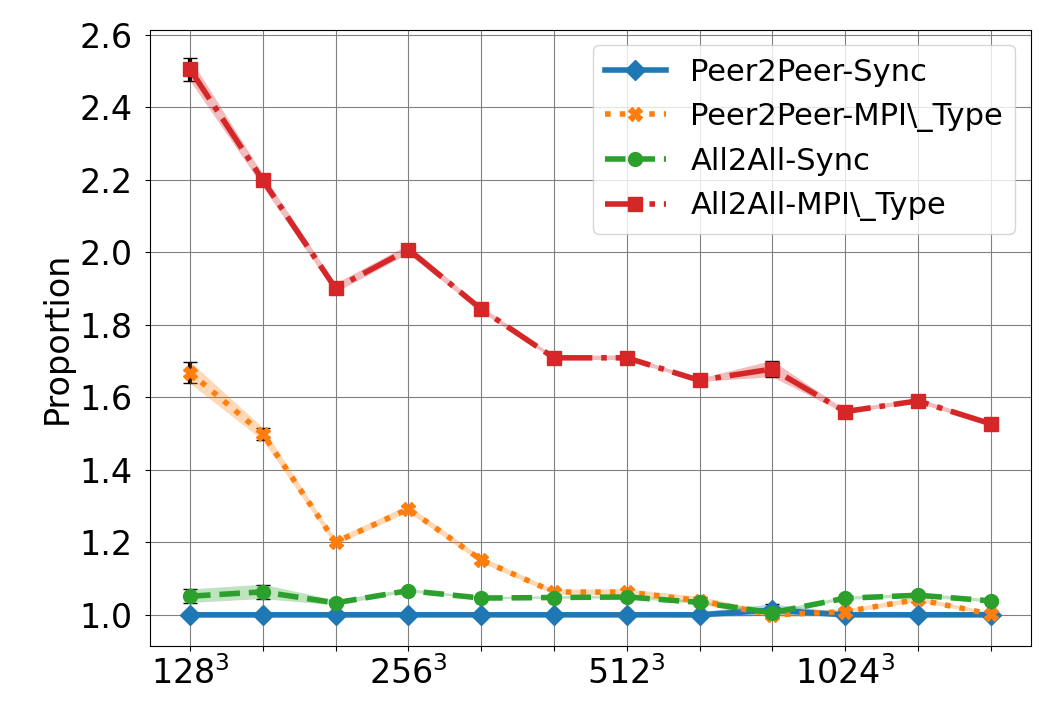 2.6
2.4
2.2
2.0
1.8
1.6
1.4
1.2
1.0
Proportion
Peer2Peer-Sync
Peer2Peer-MPI\_Type
All2All-Sync
All2All-MPI\_Type
128³ 256³ 512³ 1024³